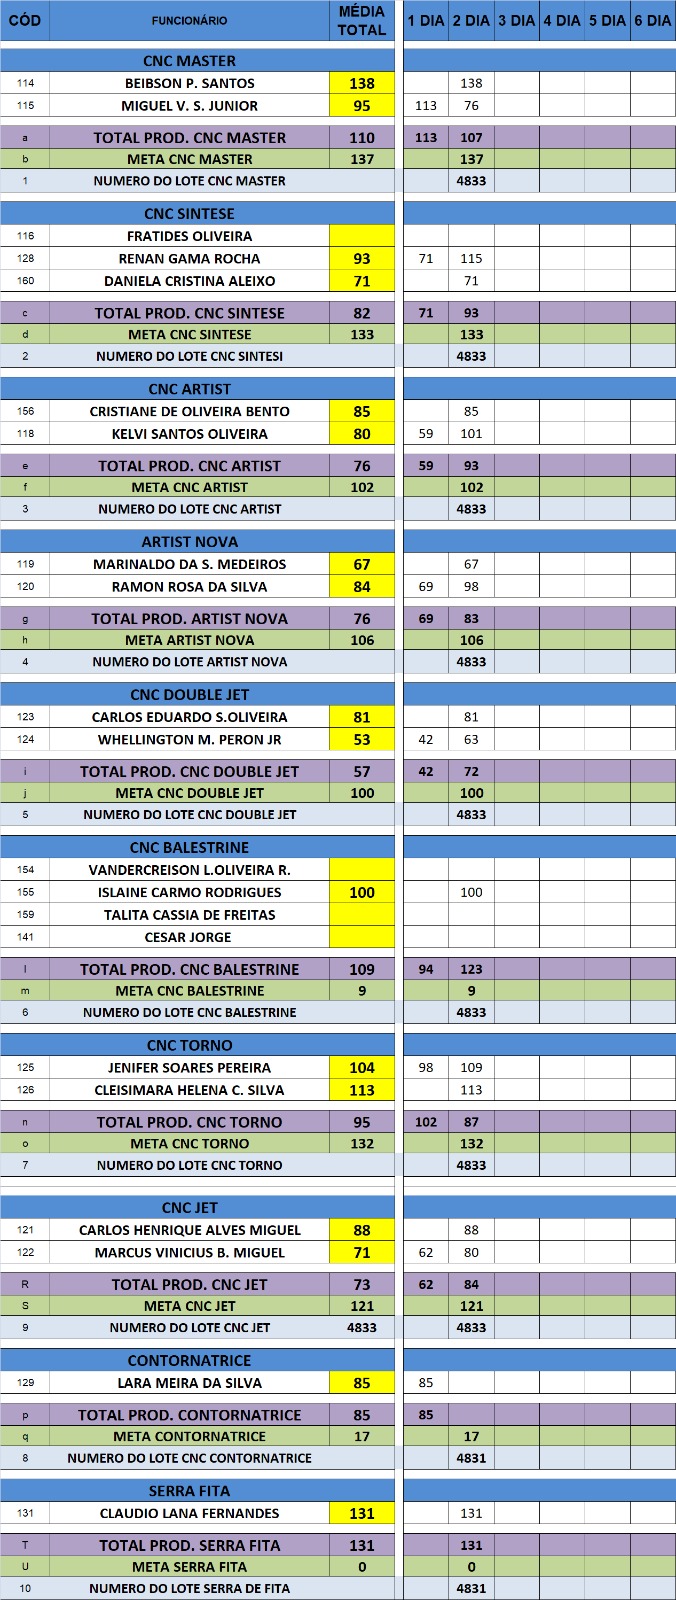 CÓD FUNCIONÁRIO MÉDIA TOTAL 1 DIA 2 DIA 3 DIA 4 DIA 5 DIA 6 DIA
CNC MASTER
114 BEIBSON P. SANTOS 138 138
115 MIGUEL V. S. JUNIOR 95 113 76
a TOTAL PROD. CNC MASTER 110 113 107
b META CNC MASTER 137 137
1 NUMERO DO LOTE CNC MASTER 4833
CNC SINTESE
116 FRATIDES OLIVEIRA
128 RENAN GAMA ROCHA 93 71 115
160 DANIELA CRISTINA ALEIXO 71 71
c TOTAL PROD. CNC SINTESE 82 71 93
d META CNC SINTESE 133 133
2 NUMERO DO LOTE CNC SINTESI 4833
CNC ARTIST
156 CRISTIANE DE OLIVEIRA BENTO 85 85
118 KELVI SANTOS OLIVEIRA 80 59 101
e TOTAL PROD. CNC ARTIST 76 59 93
f META CNC ARTIST 102 102
3 NUMERO DO LOTE CNC ARTIST 4833
ARTIST NOVA
119 MARINALDO DA S. MEDEIROS 67 67
120 RAMON ROSA DA SILVA 84 69 98
g TOTAL PROD. ARTIST NOVA 76 69 83
h META ARTIST NOVA 106 106
4 NUMERO DO LOTE ARTIST NOVA 4833
CNC DOUBLE JET
123 CARLOS EDUARDO S.OLIVEIRA 81 81
124 WHELLINGTON M. PERON JR 53 42 63
i TOTAL PROD. CNC DOUBLE JET 57 42 72
j META CNC DOUBLE JET 100 100
5 NUMERO DO LOTE CNC DOUBLE JET 4833
CNC BALESTRINE
154 VANDERCREISON L.OLIVEIRA R.
155 ISLAINE CARMO RODRIGUES 100 100
159 TALITA CASSIA DE FREITAS
141 CESAR JORGE
l TOTAL PROD. CNC BALESTRINE 109 94 123
m META CNC BALESTRINE 9 9
6 NUMERO DO LOTE CNC BALESTRINE 4833
CNC TORNO
125 JENIFER SOARES PEREIRA 104 98 109
126 CLEISIMARA HELENA C. SILVA 113 113
n TOTAL PROD. CNC TORNO 95 102 87
o META CNC TORNO 132 132
7 NUMERO DO LOTE CNC TORNO 4833
CNC JET
121 CARLOS HENRIQUE ALVES MIGUEL 88 88
122 MARCUS VINICIUS B. MIGUEL 71 62 80
R TOTAL PROD. CNC JET 73 62 84
S META CNC JET 121 121
9 NUMERO DO LOTE CNC JET 4833 4833
CONTORNATRICE
129 LARA MEIRA DA SILVA 85 85
p TOTAL PROD. CONTORNATRICE 85 85
q META CONTORNATRICE 17 17
8 NUMERO DO LOTE CNC CONTORNATRICE 4831
SERRA FITA
131 CLAUDIO LANA FERNANDES 131 131
T TOTAL PROD. SERRA FITA 131 131
U META SERRA FITA 0 0
10 NUMERO DO LOTE SERRA DE FITA 4831